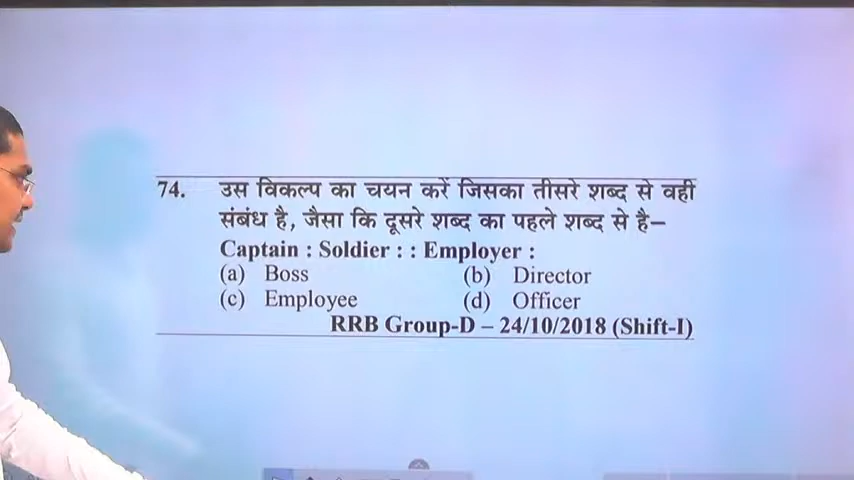 74. उस विकल्प का चयन करें जिसका तीसरे शब्द से वही
संबंध है, जैसा कि दूसरे शब्द का पहले शब्द से है–
Captain : Soldier : : Employer :
(a) Boss (b) Director
(c) Employee (d) Officer
RRB Group-D – 24/10/2018 (Shift-I)